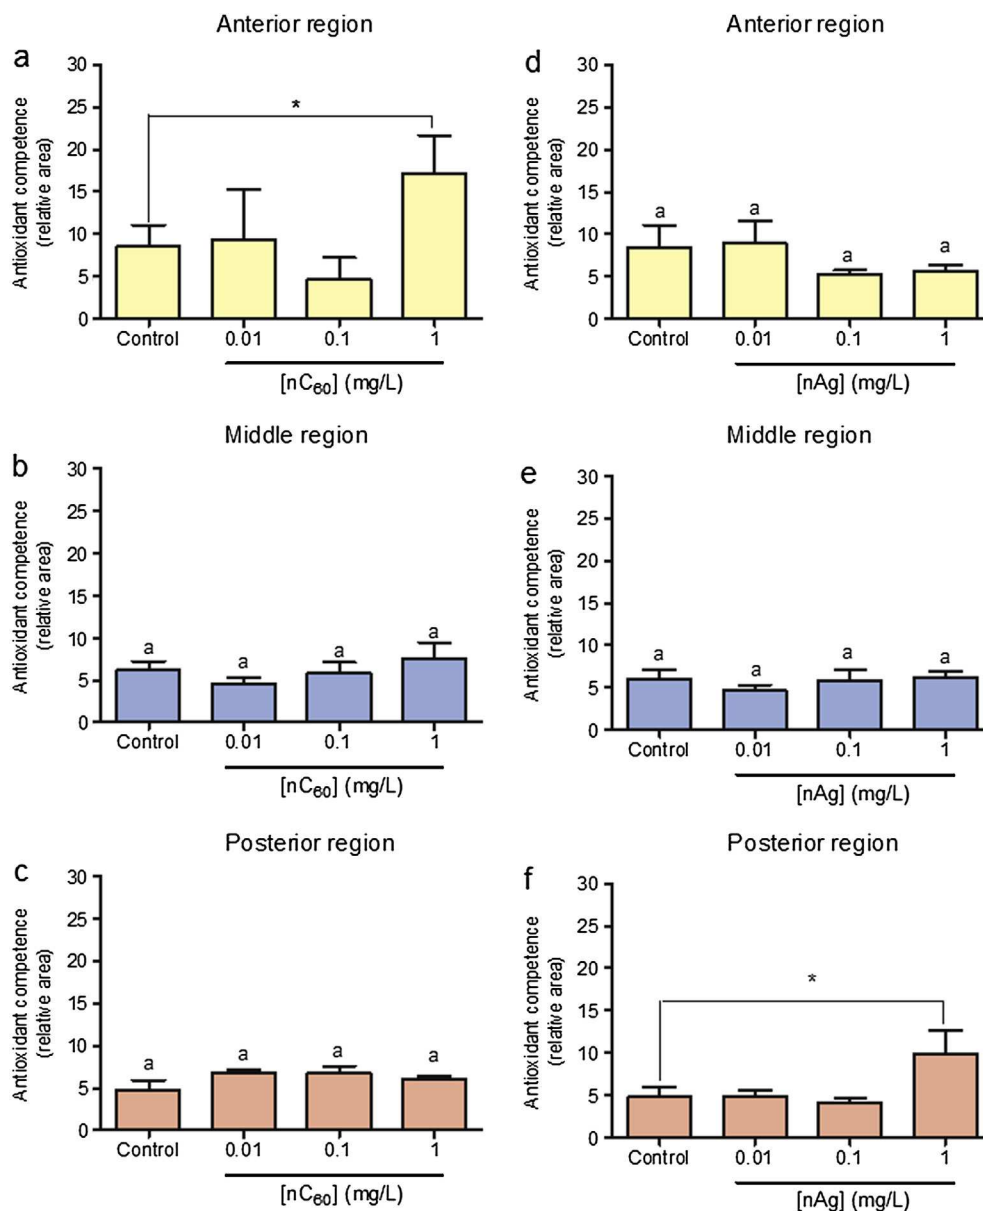 Anterior region
a
Antioxidant competence
(relative area)
30
25
20
15
10
5
0
*
Control 0.01 0.1 1
[nC₆₀] (mg/L)
Anterior region
d
Antioxidant competence
(relative area)
30
25
20
15
10
5
0
a a a a
Control 0.01 0.1 1
[nAg] (mg/L)
Middle region
b
Antioxidant competence
(relative area)
30
25
20
15
10
5
0
a a a a
Control 0.01 0.1 1
[nC₆₀] (mg/L)
Middle region
e
Antioxidant competence
(relative area)
30
25
20
15
10
5
0
a a a a
Control 0.01 0.1 1
[nAg] (mg/L)
Posterior region
c
Antioxidant competence
(relative area)
30
25
20
15
10
5
0
a a a a
Control 0.01 0.1 1
[nC₆₀] (mg/L)
Posterior region
f
Antioxidant competence
(relative area)
30
25
20
15
10
5
0
*
Control 0.01 0.1 1
[nAg] (mg/L)